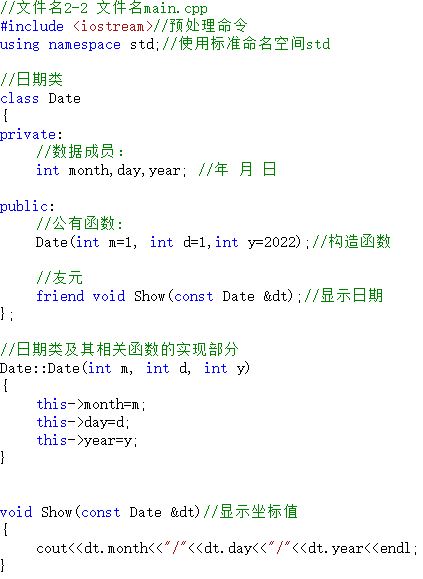 //文件名2-2 文件名main.cpp
#include <iostream>//预处理命令
using namespace std;//使用标准命名空间std
//日期类
class Date
{
private:
//数据成员:
int month,day,year; //年 月 日
public:
//公有函数:
Date(int m=1, int d=1,int y=2022);//构造函数
//友元
friend void Show(const Date &dt);//显示日期
};
//日期类及其相关函数的实现部分
Date::Date(int m, int d, int y)
{
this->month=m;
this->day=d;
this->year=y;
}
void Show(const Date &dt)//显示坐标值
{
cout<<dt.month<<"/"<<dt.day<<"/"<<dt.year<<endl;
}